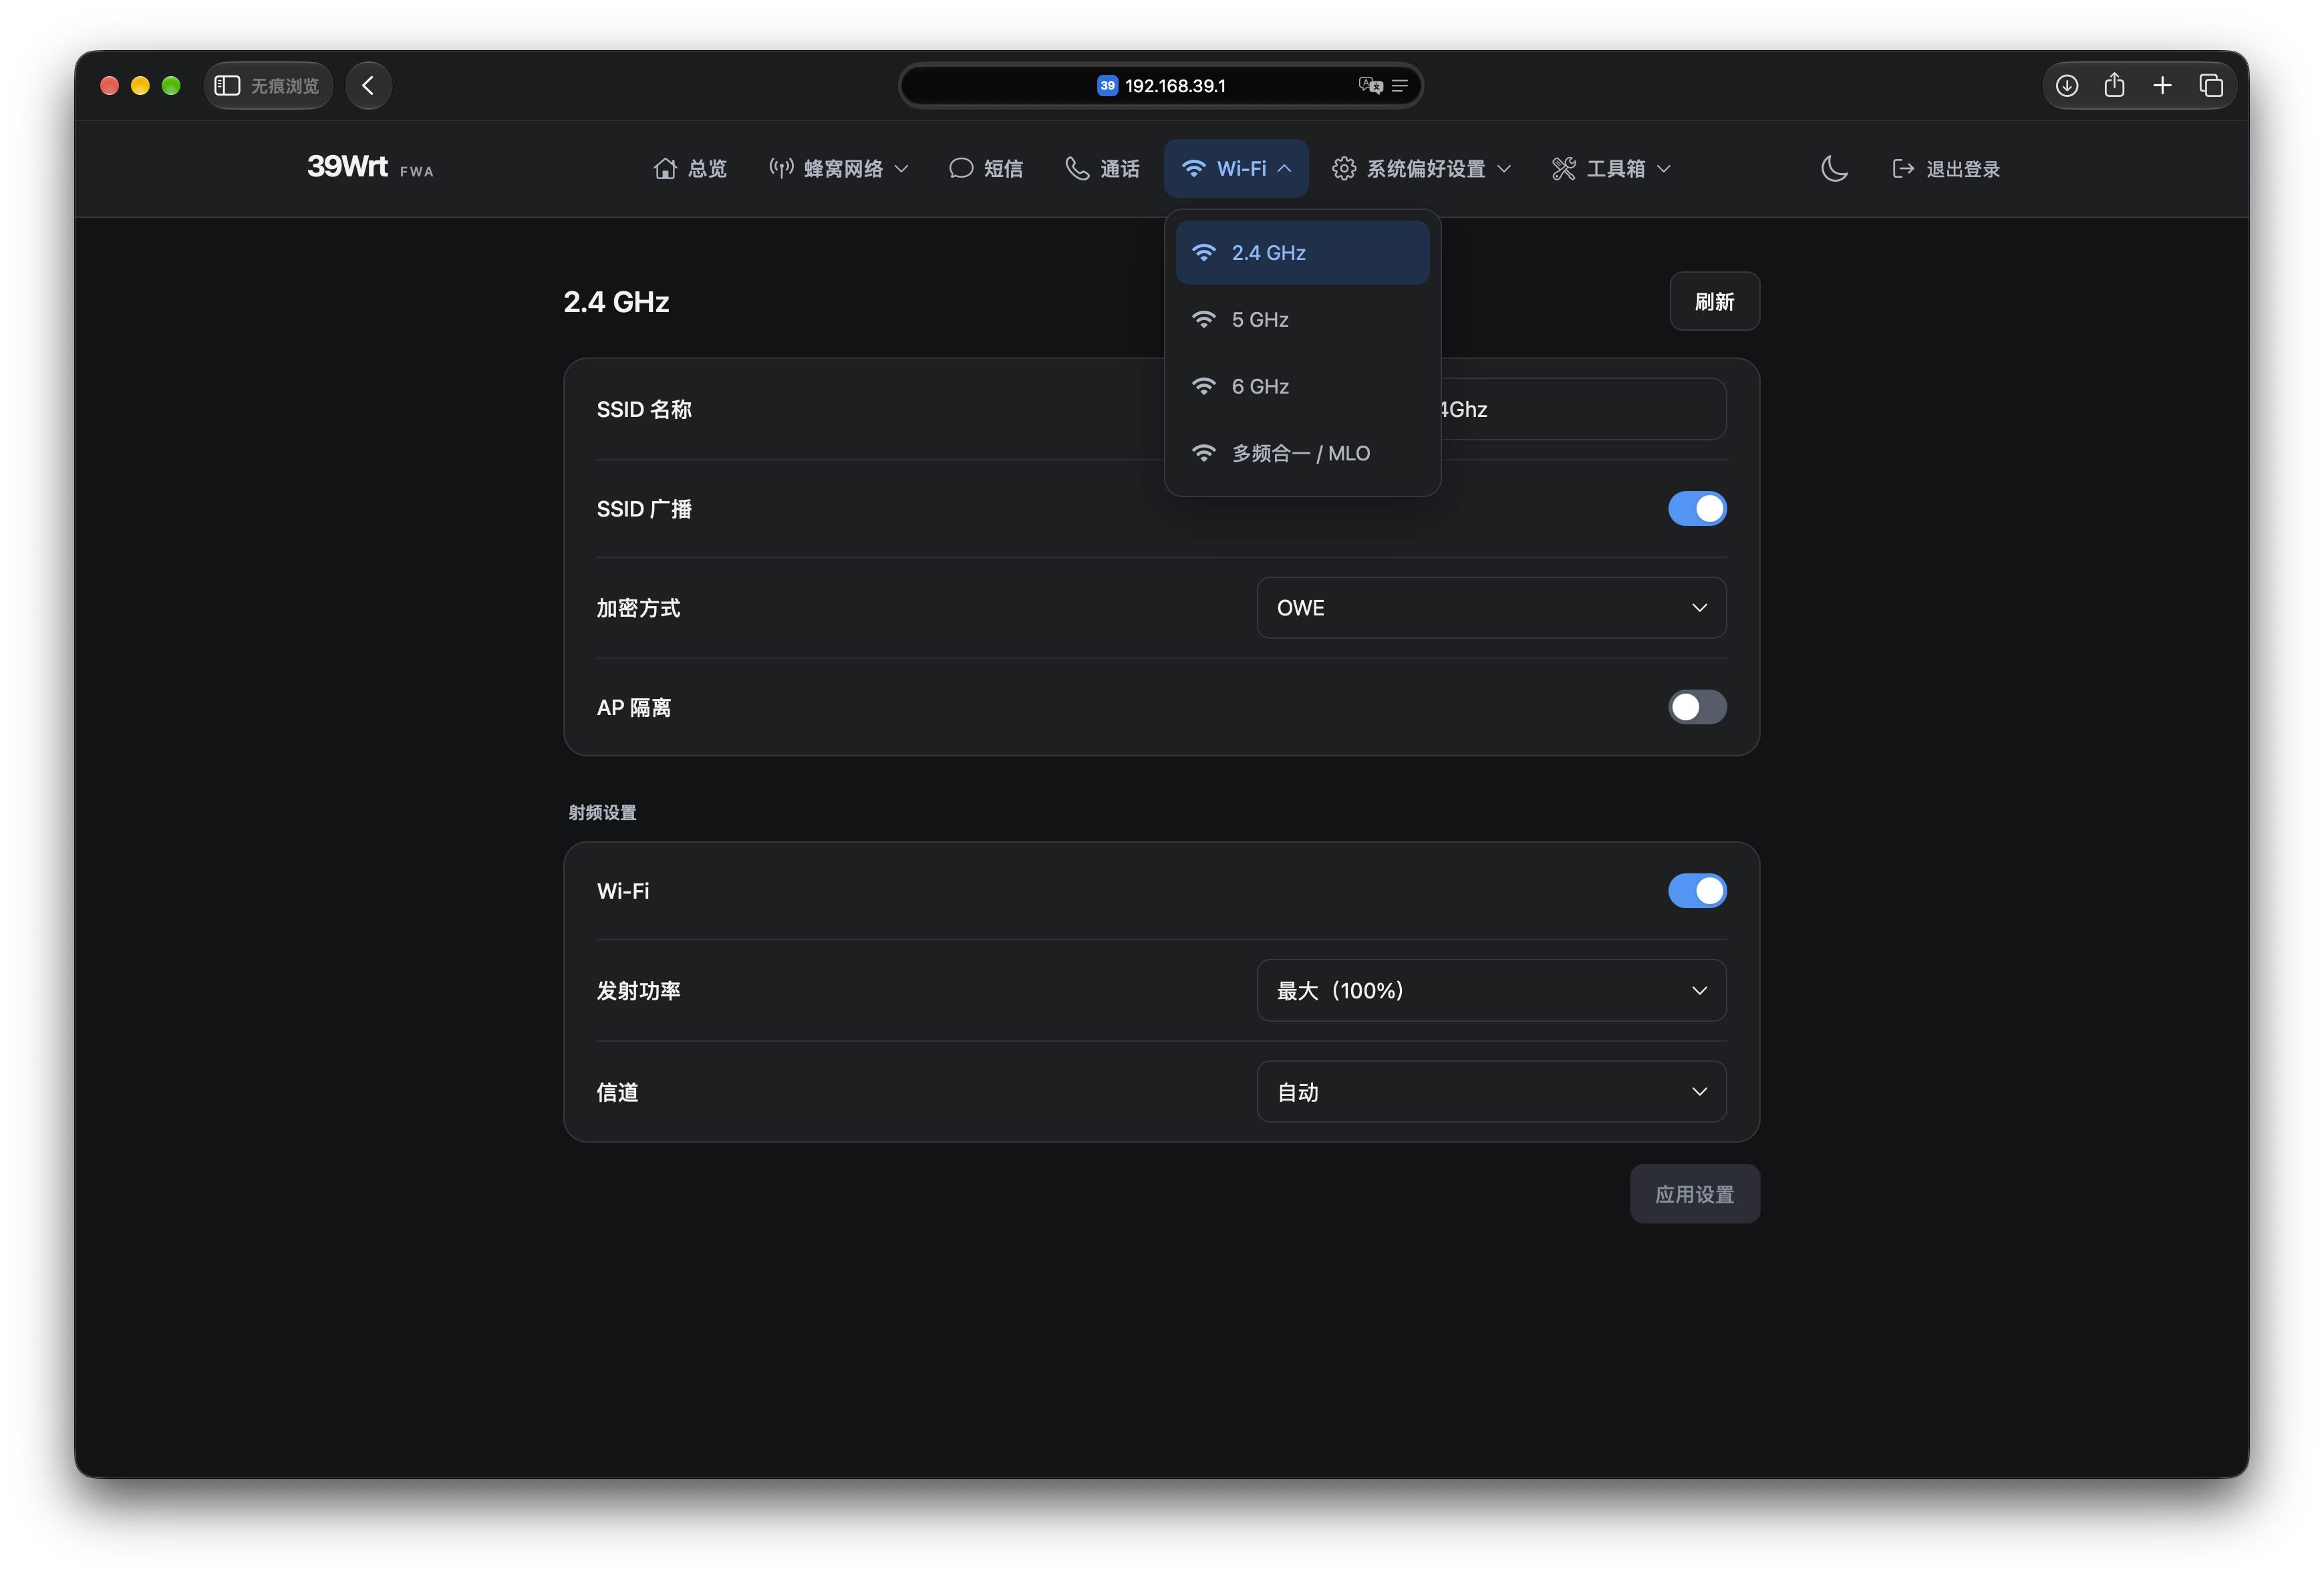 无痕浏览
39 192.168.39.1
39Wrt FWA 总览 蜂窝网络 短信 通话 Wi-Fi 系统偏好设置 工具箱 退出登录
2.4 GHz
5 GHz
6 GHz
多频合一 / MLO
2.4 GHz 刷新
SSID 名称 4Ghz
SSID 广播
加密方式 OWE
AP 隔离
射频设置
Wi-Fi
发射功率 最大（100%）
信道 自动
应用设置